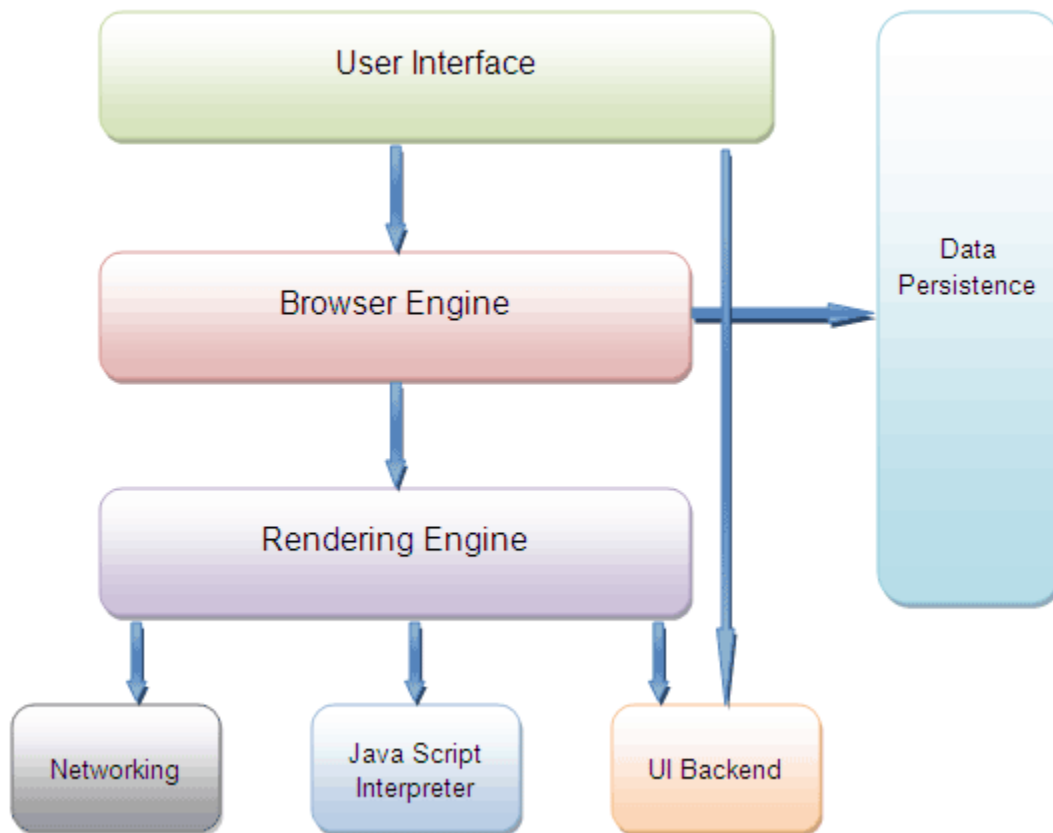 User Interface
Browser Engine
Data
Persistence
Rendering Engine
Networking
Java Script
Interpreter
UI Backend